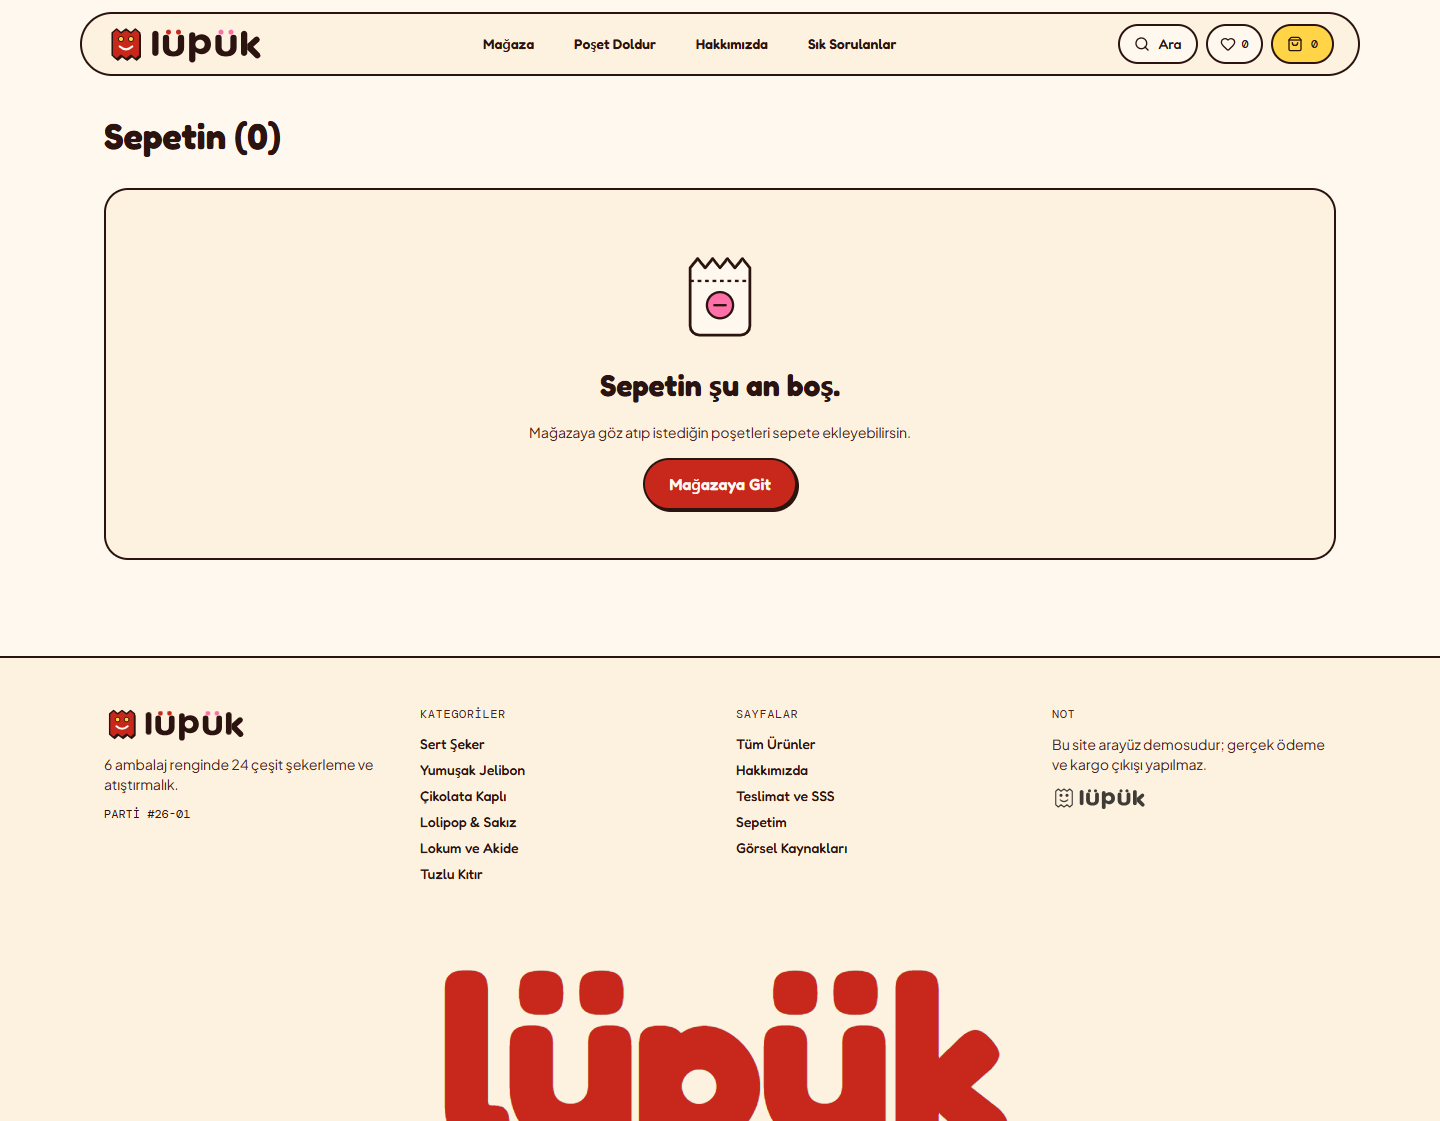 lüpük
Mağaza
Poşet Doldur
Hakkımızda
Sık Sorulanlar
Ara
0
0
Sepetin (0)
Sepetin şu an boş.
Mağazaya göz atıp istediğin poşetleri sepete ekleyebilirsin.
Mağazaya Git
lüpük
6 ambalaj renginde 24 çeşit şekerleme ve
atıştırmalık.
PARTİ #26-01
KATEGORİLER
Sert Şeker
Yumuşak Jelibon
Çikolata Kaplı
Lolipop & Sakız
Lokum ve Akide
Tuzlu Kıtır
SAYFALAR
Tüm Ürünler
Hakkımızda
Teslimat ve SSS
Sepetim
Görsel Kaynakları
NOT
Bu site arayüz demosudur; gerçek ödeme
ve kargo çıkışı yapılmaz.
lüpük
lüpük